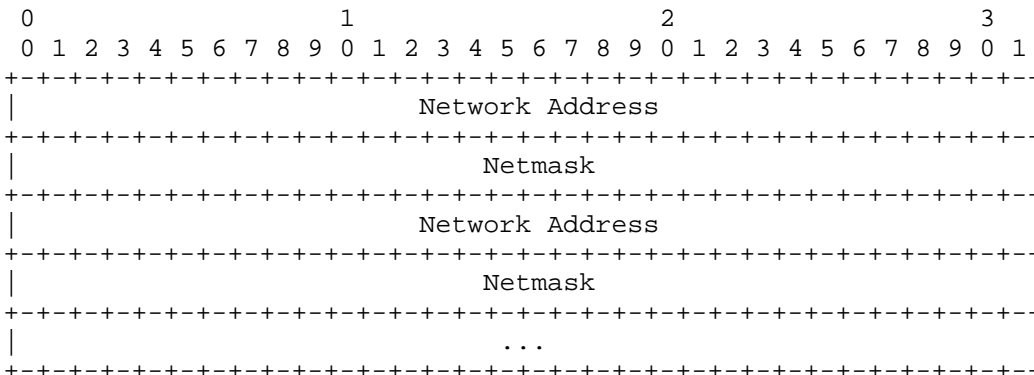 0                   1                   2                   3
 0 1 2 3 4 5 6 7 8 9 0 1 2 3 4 5 6 7 8 9 0 1 2 3 4 5 6 7 8 9 0 1
+-+-+-+-+-+-+-+-+-+-+-+-+-+-+-+-+-+-+-+-+-+-+-+-+-+-+-+-+-+-+-+--
|                         Network Address
+-+-+-+-+-+-+-+-+-+-+-+-+-+-+-+-+-+-+-+-+-+-+-+-+-+-+-+-+-+-+-+--
|                             Netmask
+-+-+-+-+-+-+-+-+-+-+-+-+-+-+-+-+-+-+-+-+-+-+-+-+-+-+-+-+-+-+-+--
|                         Network Address
+-+-+-+-+-+-+-+-+-+-+-+-+-+-+-+-+-+-+-+-+-+-+-+-+-+-+-+-+-+-+-+--
|                             Netmask
+-+-+-+-+-+-+-+-+-+-+-+-+-+-+-+-+-+-+-+-+-+-+-+-+-+-+-+-+-+-+-+--
|                              ...
+-+-+-+-+-+-+-+-+-+-+-+-+-+-+-+-+-+-+-+-+-+-+-+-+-+-+-+-+-+-+-+--